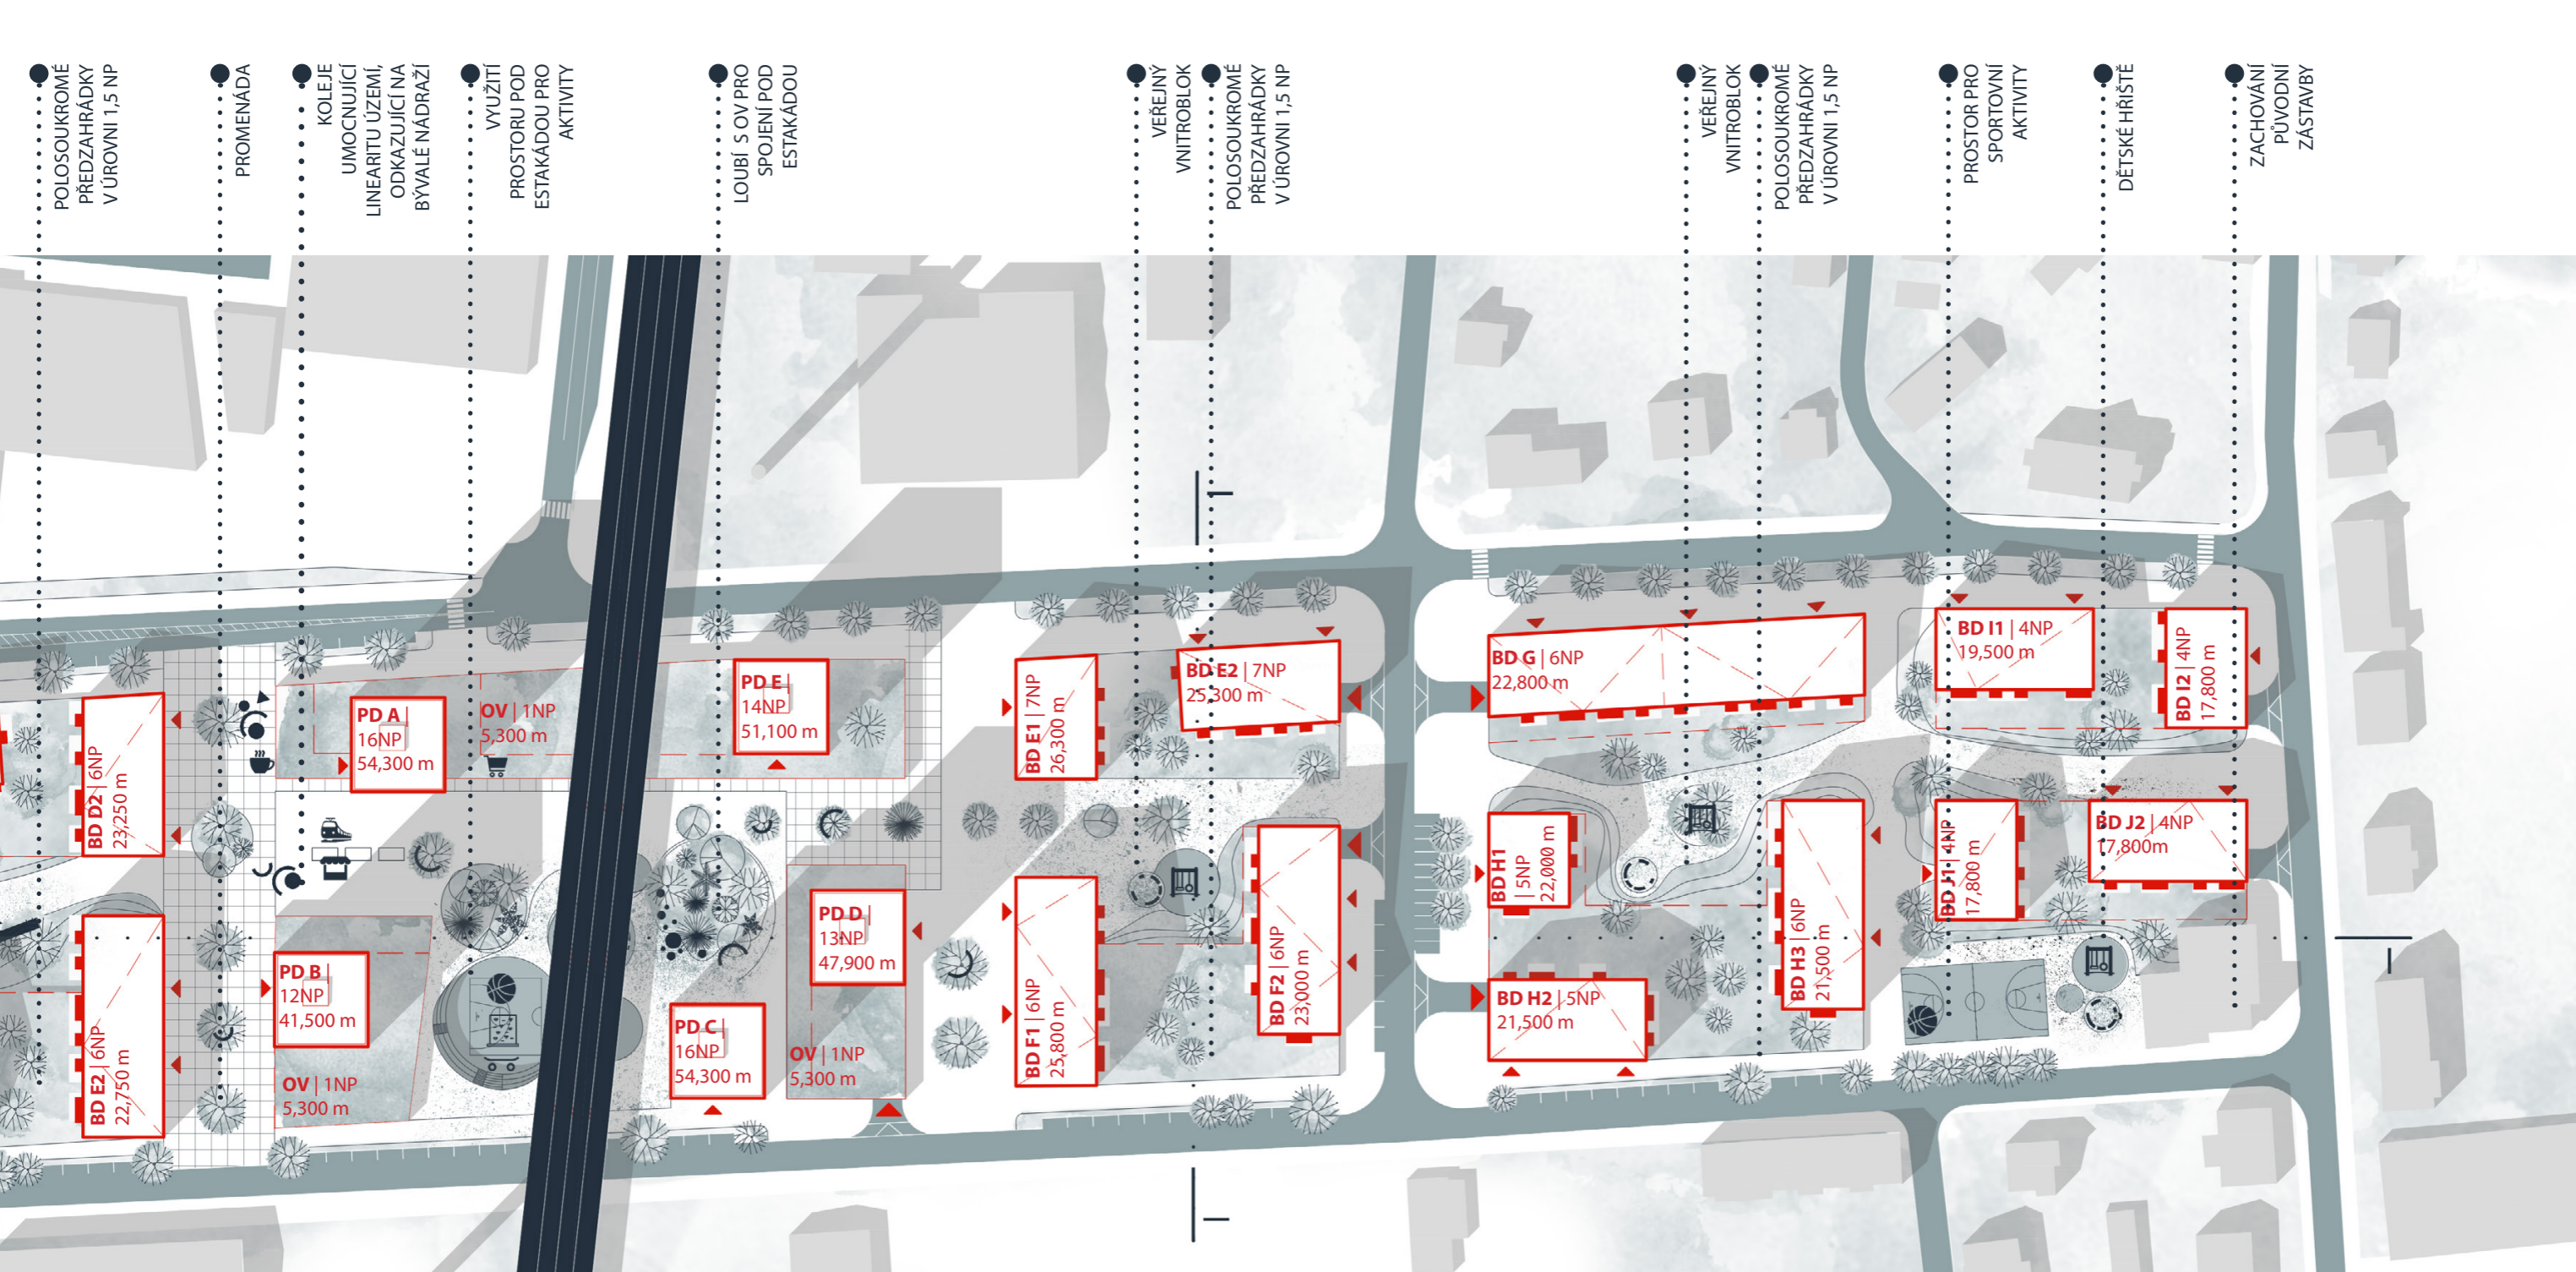 POLOSOUKROMÉ
PŘEDZAHRÁDKY
V ÚROVNI 1,5 NP
PROMENÁDA
KOLEJE
UMOCNUJÍCÍ
LINEARITU ÚZEMÍ,
ODKAZUJÍCÍ NA
BÝVALÉ NÁDRAŽÍ
VYUŽITÍ
PROSTORU POD
ESTAKÁDOU PRO
AKTIVITY
LOUBÍ S OV PRO
SPOJENÍ POD
ESTAKÁDOU
VEŘEJNÝ
VNITROBLOK
POLOSOUKROMÉ
PŘEDZAHRÁDKY
V ÚROVNI 1,5 NP
VEŘEJNÝ
VNITROBLOK
POLOSOUKROMÉ
PŘEDZAHRÁDKY
V ÚROVNI 1,5 NP
PROSTOR PRO
SPORTOVNÍ
AKTIVITY
DĚTSKÉ HŘIŠTĚ
ZACHOVÁNÍ
PŮVODNÍ
ZÁSTAVBY
BD D2 | 6NP
23,250 m
BD E2 | 6NP
22,750 m
PD A |
16NP
54,300 m
OV | 1NP
5,300 m
PD E |
14NP
51,100 m
PD B |
12NP
41,500 m
OV | 1NP
5,300 m
PD C |
16NP
54,300 m
PD D |
13NP
47,900 m
OV | 1NP
5,300 m
BD E1 | 7NP
26,300 m
BD E2 | 7NP
25,300 m
BD F1 | 6NP
25,800 m
BD F2 | 6NP
23,000 m
BD G | 6NP
22,800 m
BD H1
| 5NP
22,000 m
BD H2 | 5NP
21,500 m
BD H3 | 6NP
21,500 m
BD I1 | 4NP
19,500 m
BD I2 | 4NP
17,800 m
BD J1 | 4NP
17,800 m
BD J2 | 4NP
17,800m